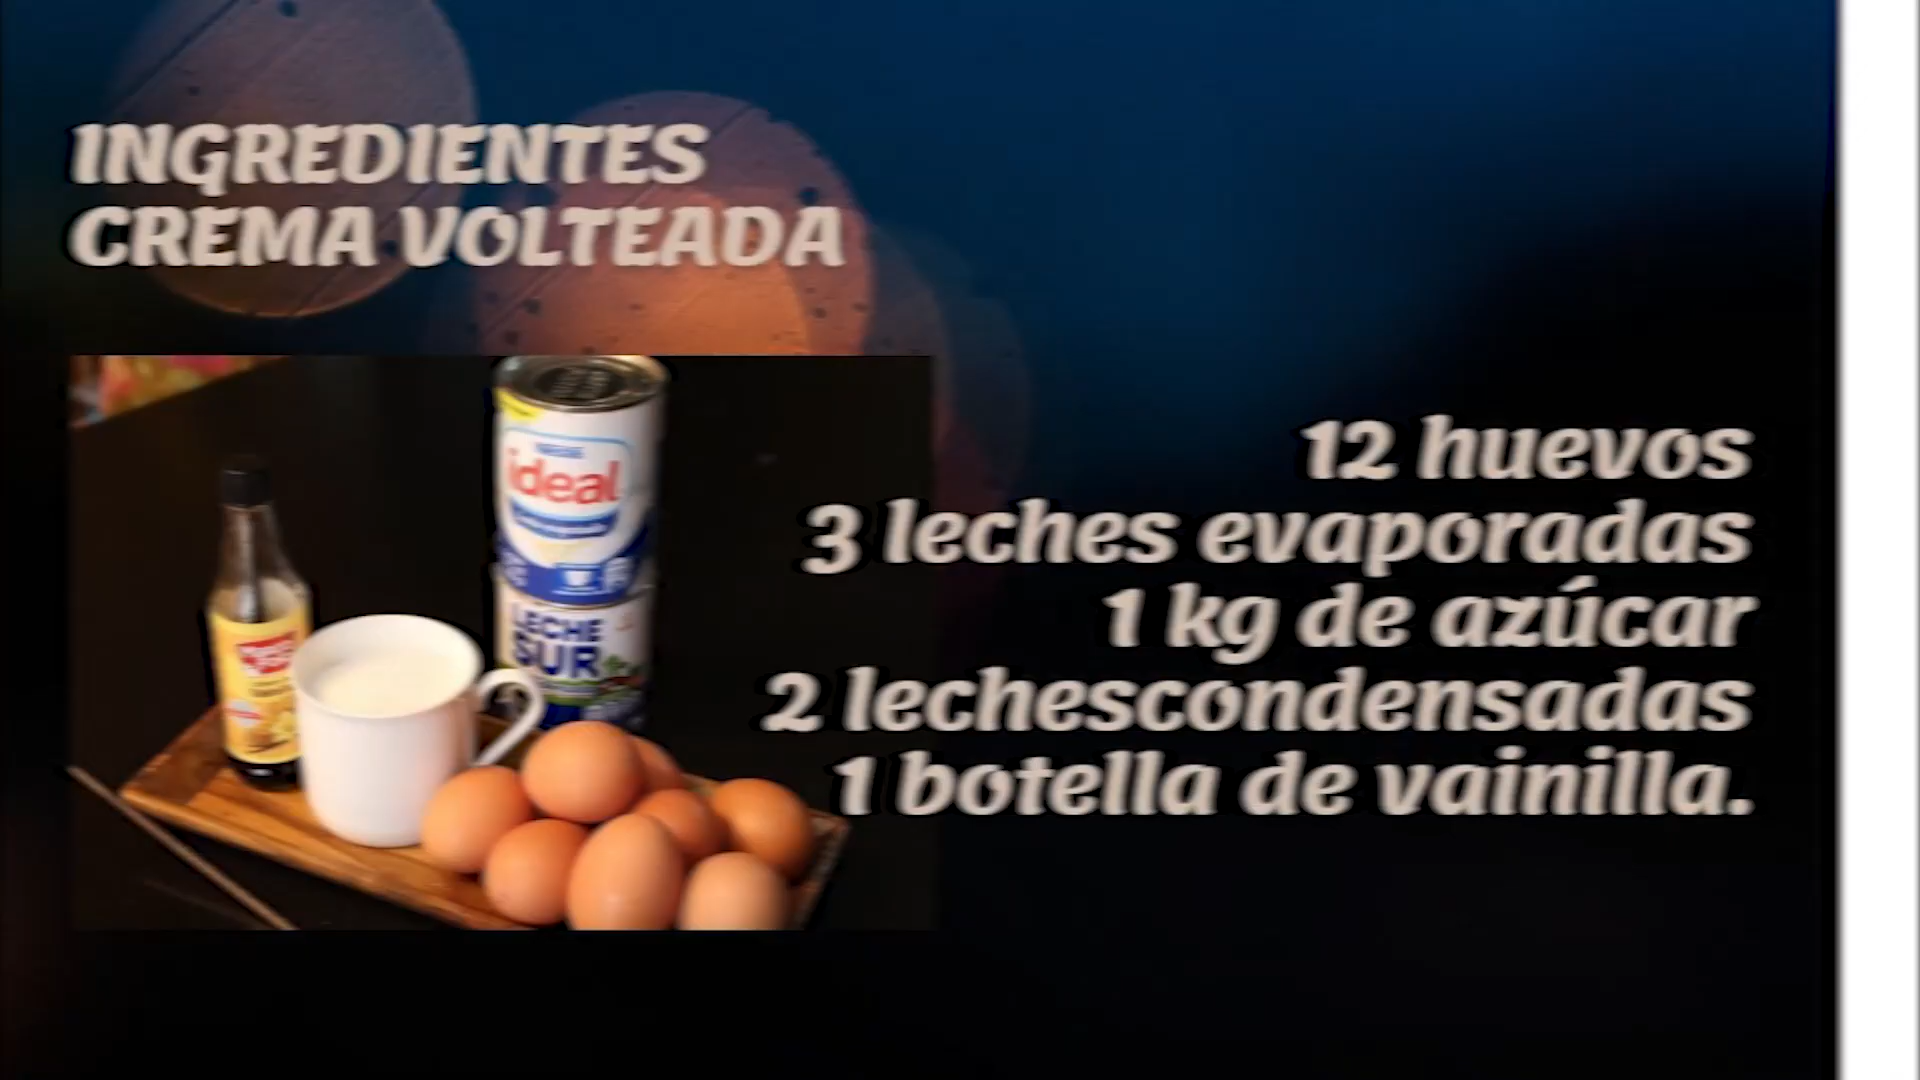 INGREDIENTES
CREMA VOLTEADA
12 huevos
3 leches evaporadas
1 kg de azúcar
2 lechescondensadas
1 botella de vainilla.
ideal
LECHE
SUR